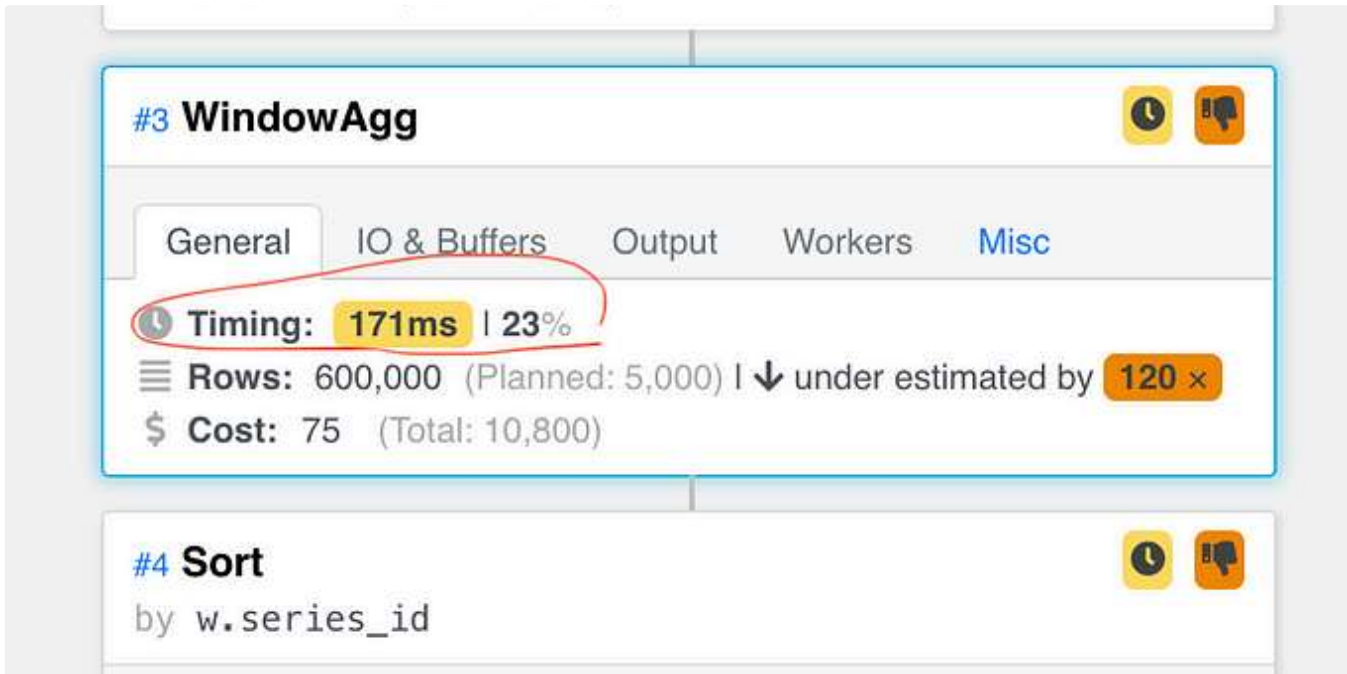 #3 WindowAgg
General IO & Buffers Output Workers Misc
Timing: 171ms | 23%
Rows: 600,000 (Planned: 5,000) | ↓ under estimated by 120 ×
$ Cost: 75 (Total: 10,800)
#4 Sort
by w.series_id